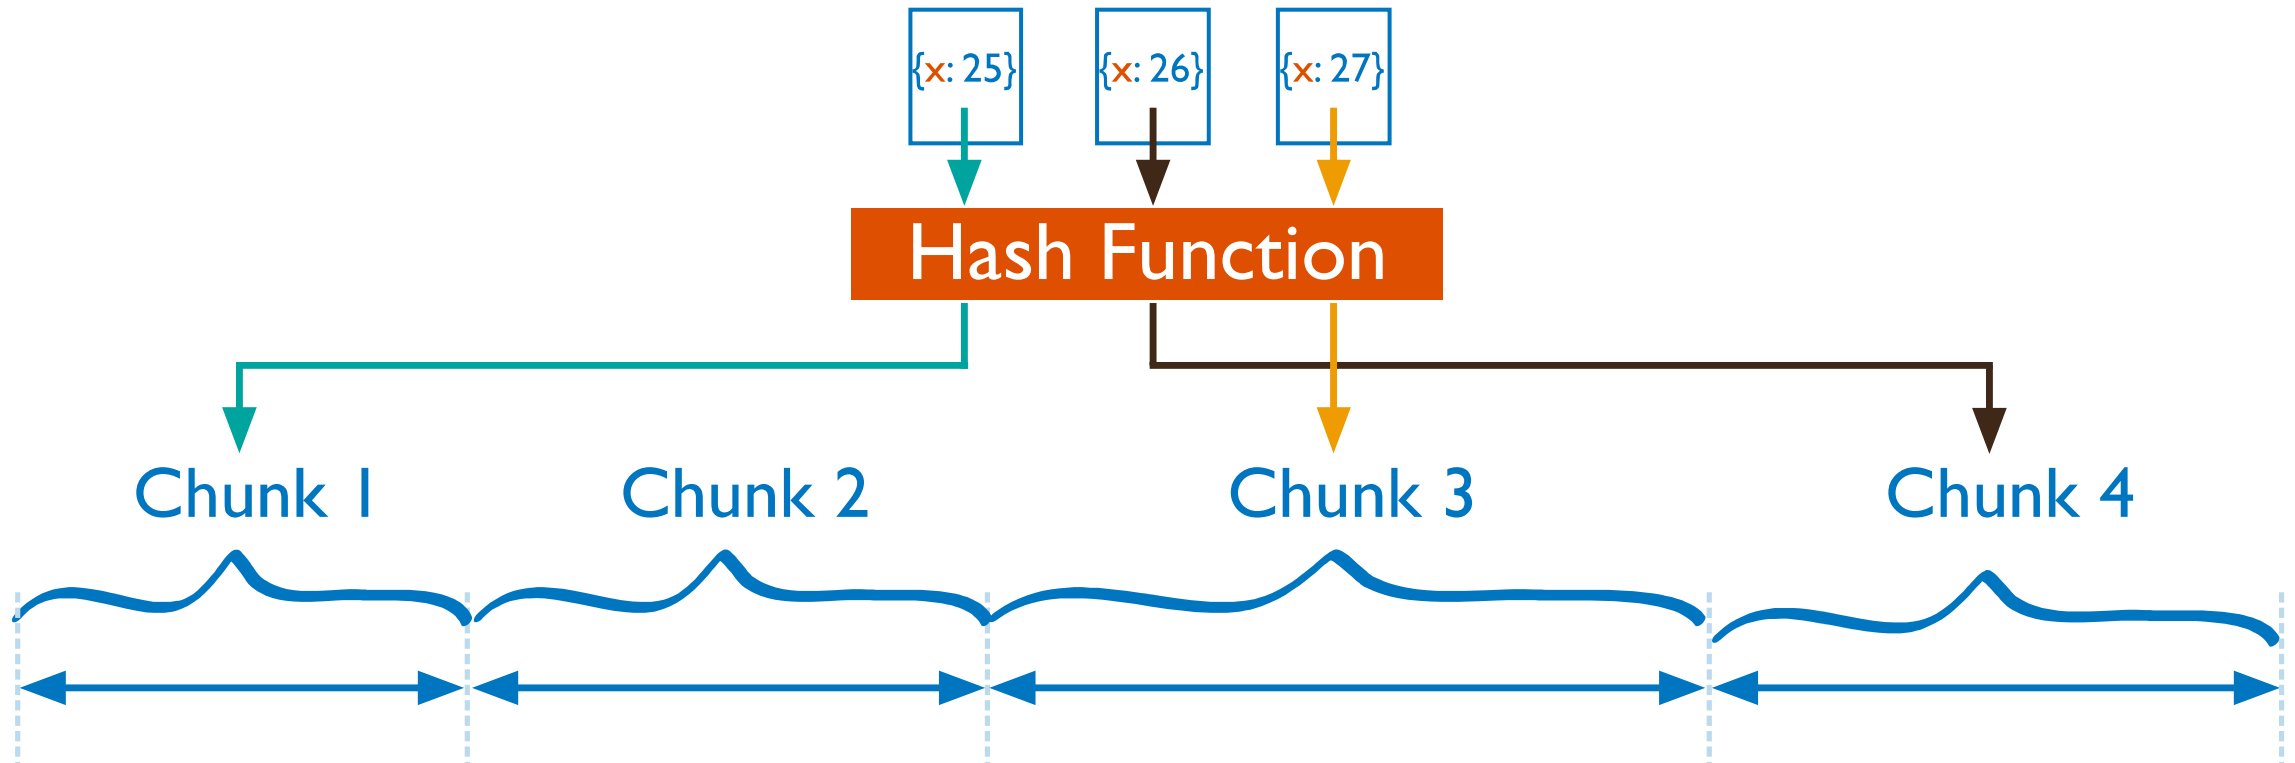 {x: 25} {x: 26} {x: 27}
Hash Function
Chunk 1 Chunk 2 Chunk 3 Chunk 4